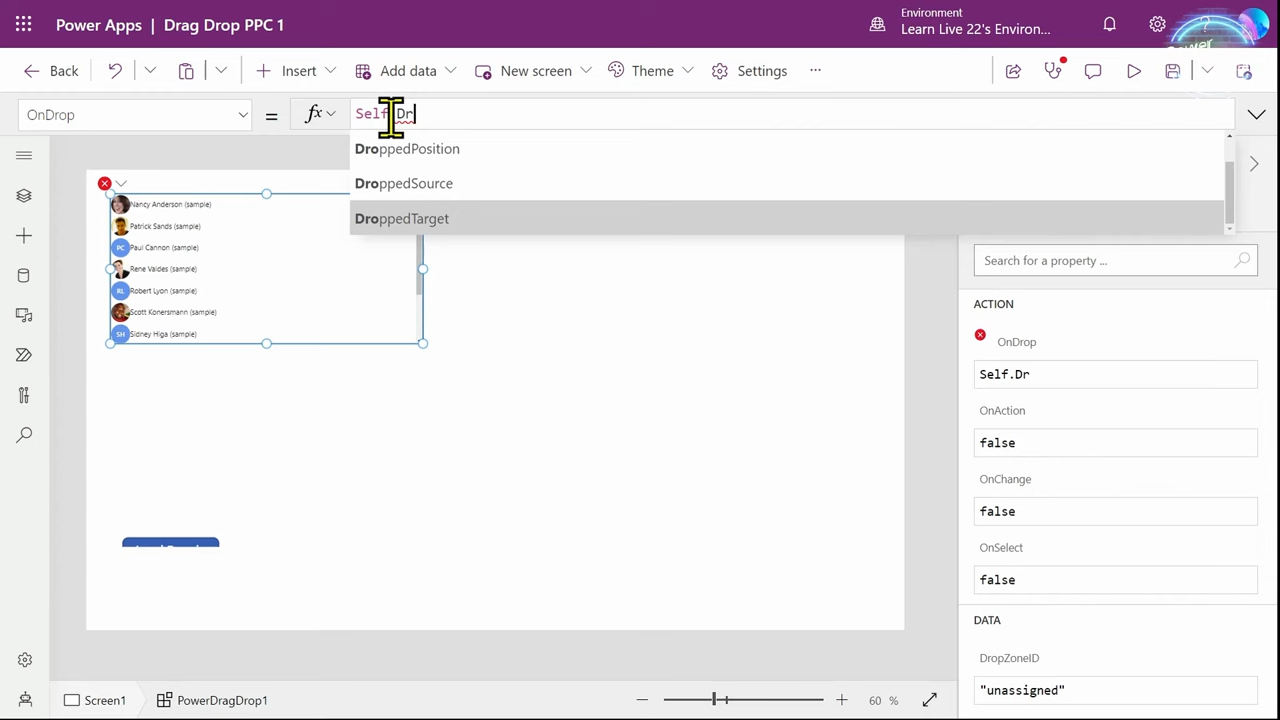 Power Apps | Drag Drop PPC 1
Environment
Learn Live 22's Environ...
Back
Insert
Add data
New screen
Theme
Settings
...
OnDrop
=
fx
Self.Dr
DroppedPosition
DroppedSource
DroppedTarget
Nancy Anderson (sample)
Patrick Sands (sample)
PC Paul Cannon (sample)
Rene Valdes (sample)
RL Robert Lyon (sample)
Scott Konersmann (sample)
SH Sidney Higa (sample)
Search for a property ...
ACTION
OnDrop
Self.Dr
OnAction
false
OnChange
false
OnSelect
false
DATA
DropZoneID
"unassigned"
Screen1
PowerDragDrop1
60 %